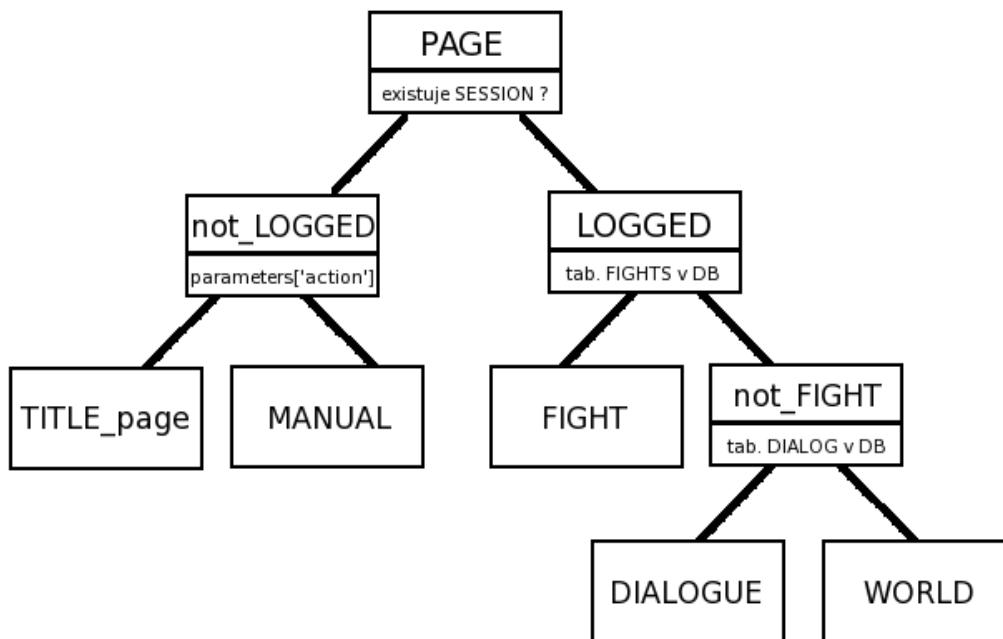 PAGE
existuje SESSION ?
not_LOGGED
parameters['action']
LOGGED
tab. FIGHTS v DB
TITLE_page
MANUAL
FIGHT
not_FIGHT
tab. DIALOG v DB
DIALOGUE
WORLD